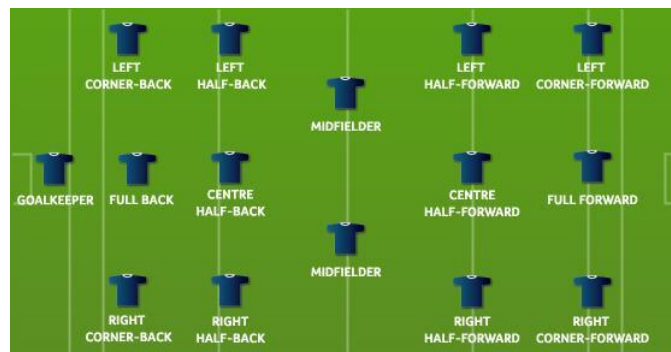 LEFT
CORNER-BACK
LEFT
HALF-BACK
LEFT
HALF-FORWARD
LEFT
CORNER-FORWARD
MIDFIELDER
GOALKEEPER
FULL BACK
CENTRE
HALF-BACK
CENTRE
HALF-FORWARD
FULL FORWARD
MIDFIELDER
RIGHT
CORNER-BACK
RIGHT
HALF-BACK
RIGHT
HALF-FORWARD
RIGHT
CORNER-FORWARD